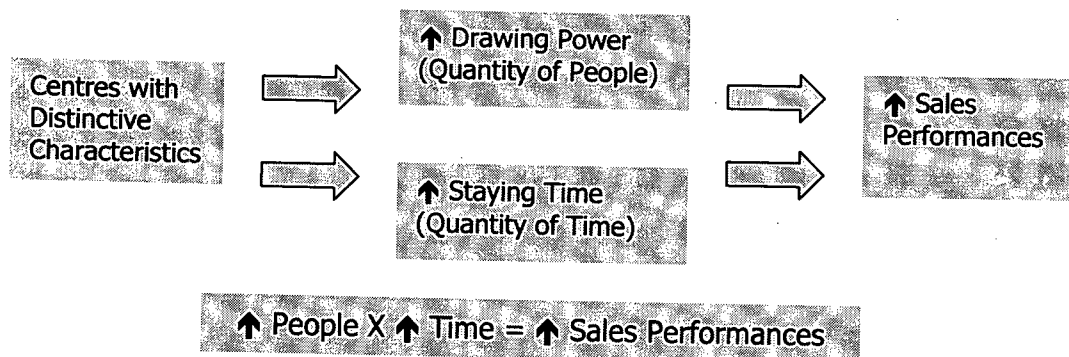 Centres with
Distinctive
Characteristics
↑ Drawing Power
(Quantity of People)
↑ Staying Time
(Quantity of Time)
↑ Sales
Performances
↑ People X ↑ Time = ↑ Sales Performances